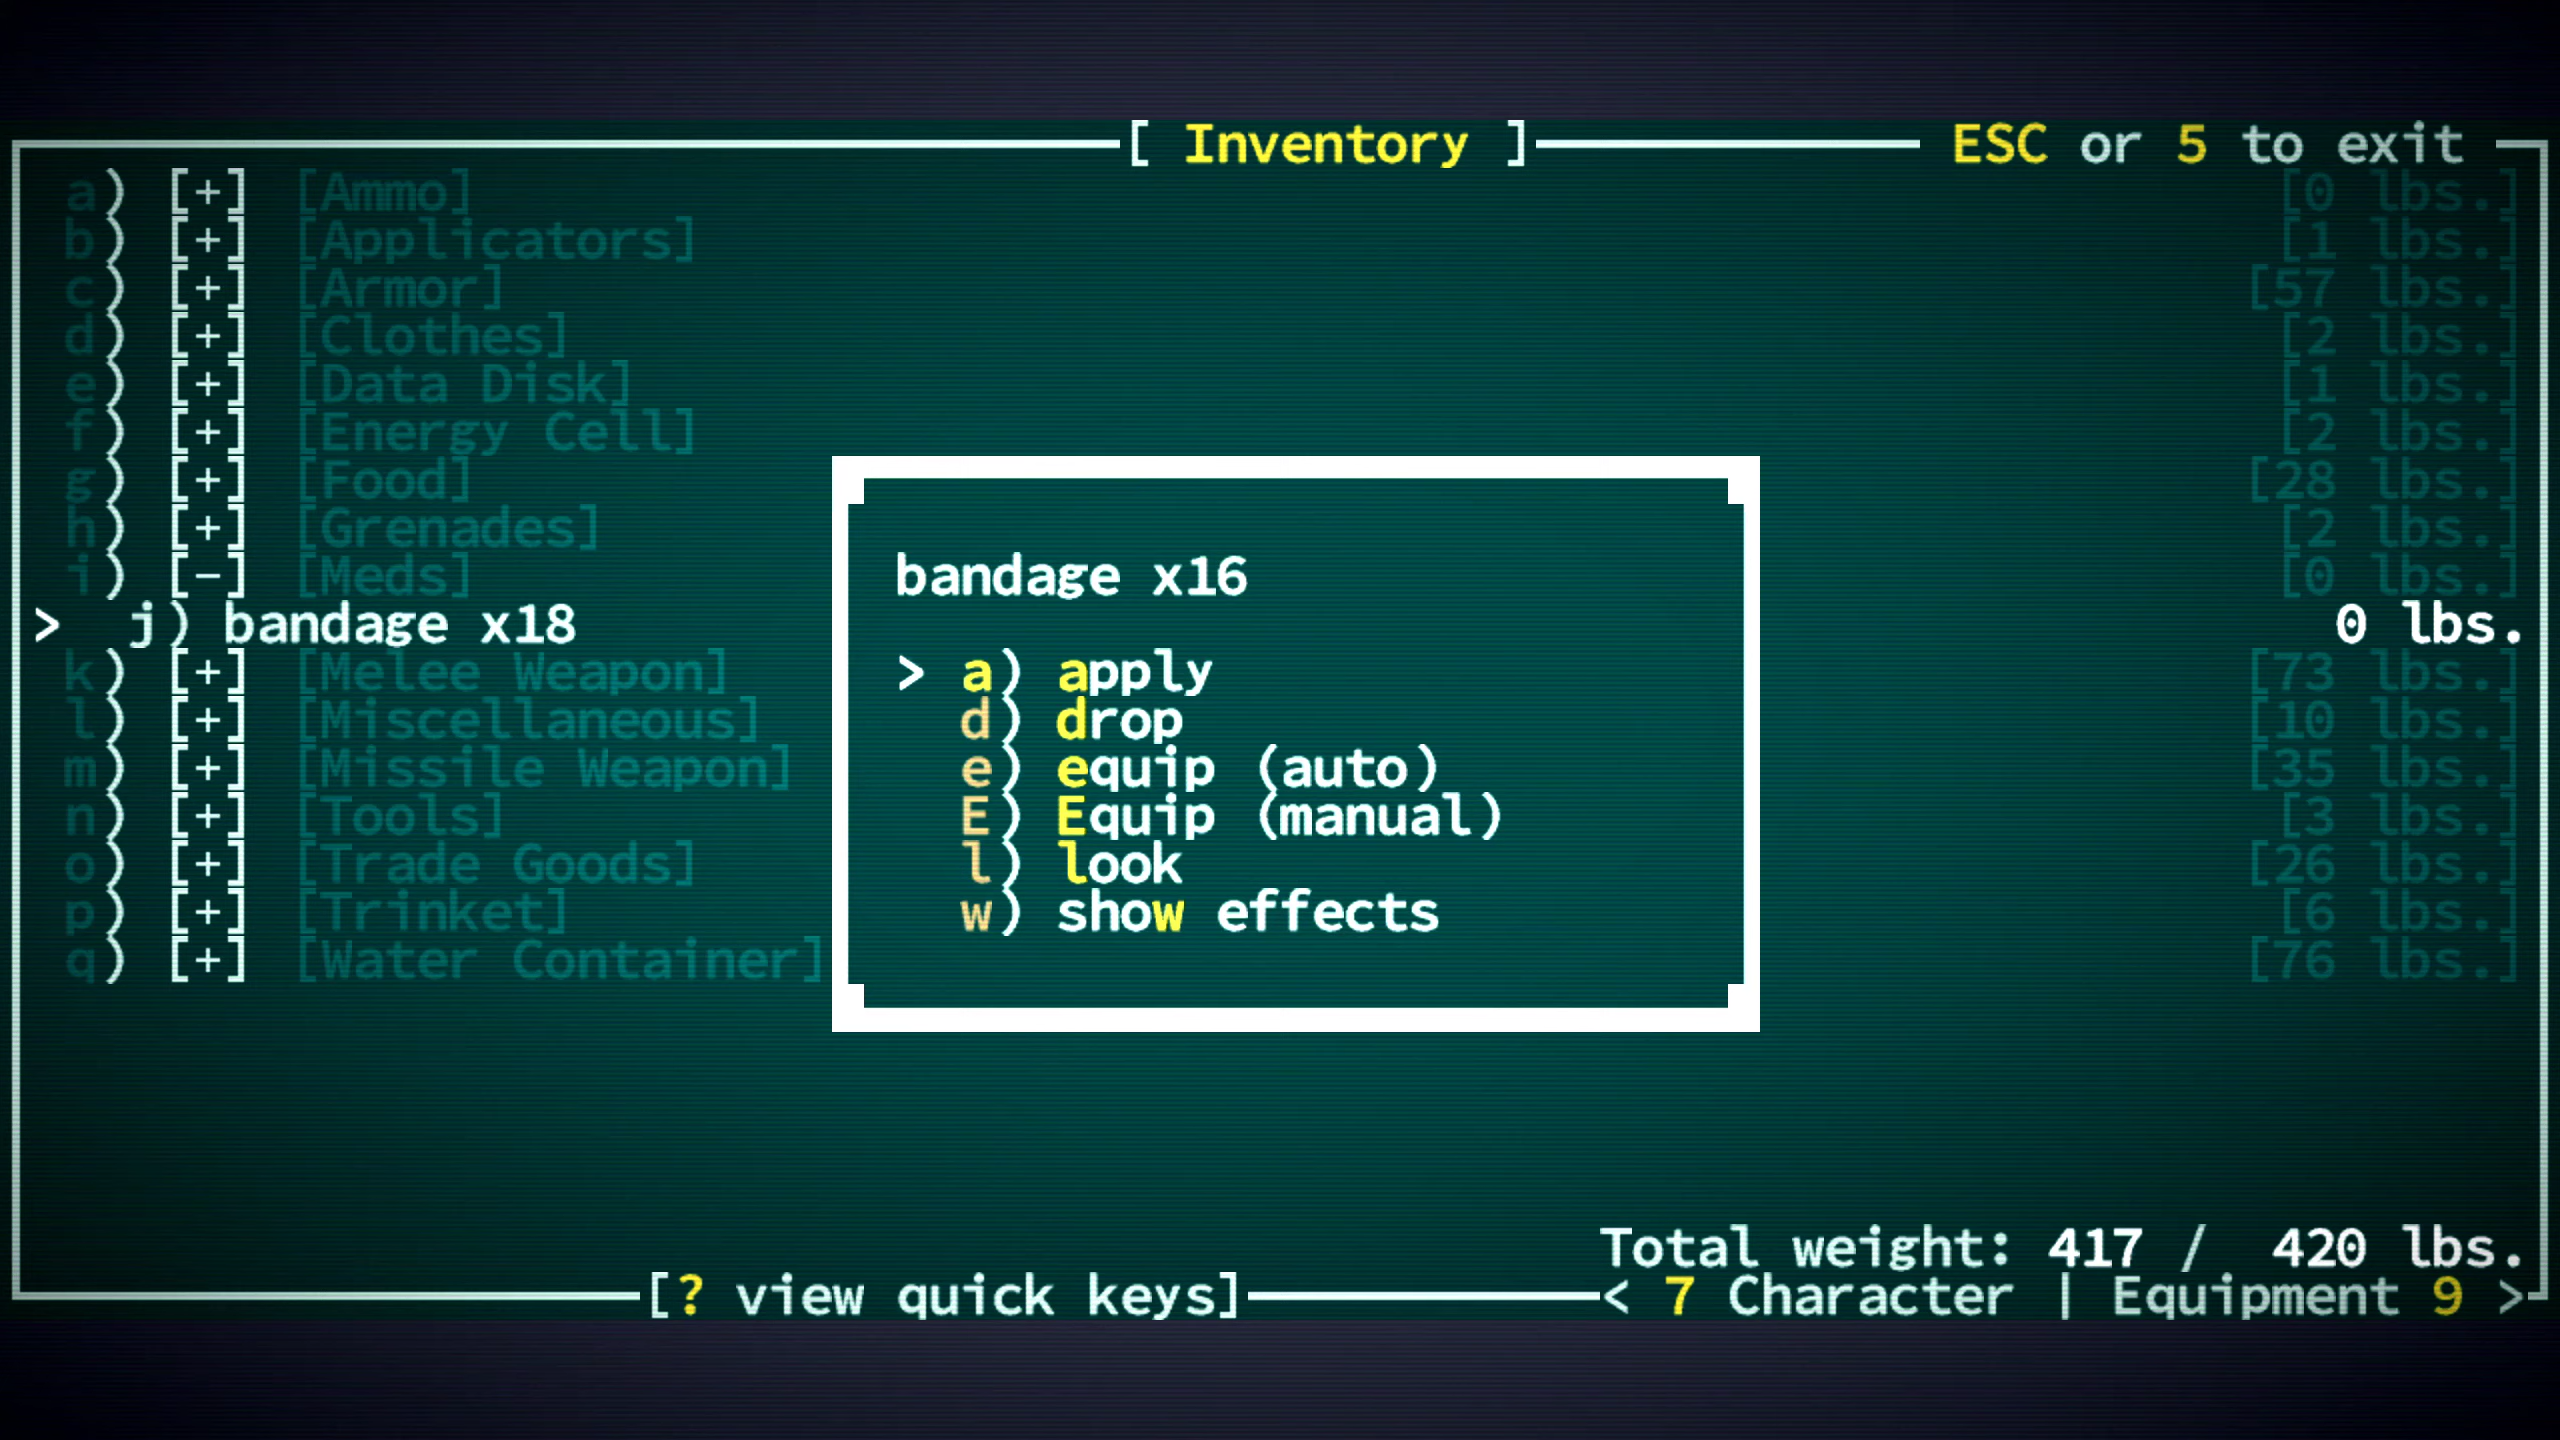 [ Inventory ] ESC or 5 to exit
a) [+] [Ammo] [0 lbs.]
b) [+] [Applicators] [1 lbs.]
c) [+] [Armor] [57 lbs.]
d) [+] [Clothes] [2 lbs.]
e) [+] [Data Disk] [1 lbs.]
f) [+] [Energy Cell] [2 lbs.]
g) [+] [Food] [28 lbs.]
h) [+] [Grenades] [2 lbs.]
i) [-] [Meds] [0 lbs.]
> j) bandage x18 0 lbs.
k) [+] [Melee Weapon] [73 lbs.]
l) [+] [Miscellaneous] [10 lbs.]
m) [+] [Missile Weapon] [35 lbs.]
n) [+] [Tools] [3 lbs.]
o) [+] [Trade Goods] [26 lbs.]
p) [+] [Trinket] [6 lbs.]
q) [+] [Water Container] [76 lbs.]
bandage x16
> a) apply
d) drop
e) equip (auto)
E) Equip (manual)
l) look
w) show effects
Total weight: 417 / 420 lbs.
[? view quick keys] < 7 Character | Equipment 9 >